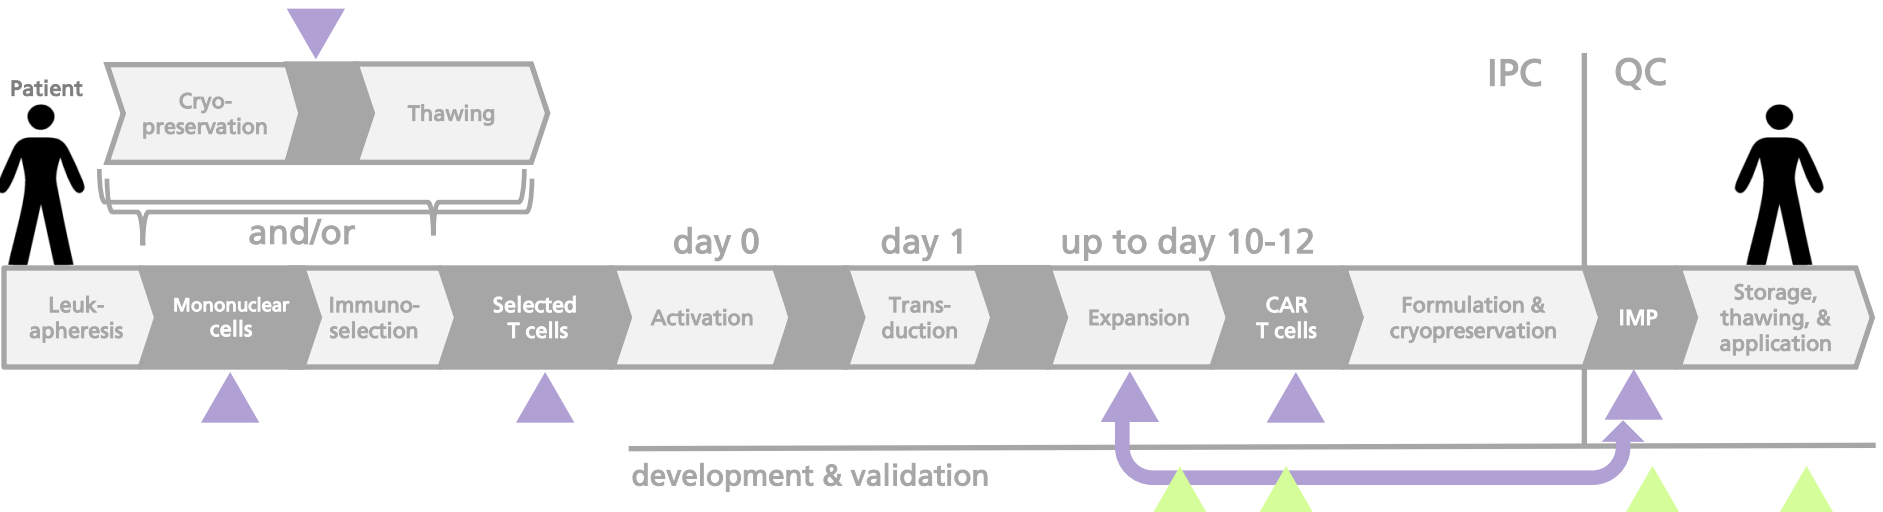 Patient
Cryo-
preservation
Thawing
IPC
QC
and/or
day 0
day 1
up to day 10-12
Leuk-
apheresis
Mononuclear
cells
Immuno-
selection
Selected
T cells
Activation
Trans-
duction
Expansion
CAR
T cells
Formulation &
cryopreservation
IMP
Storage,
thawing, &
application
development & validation